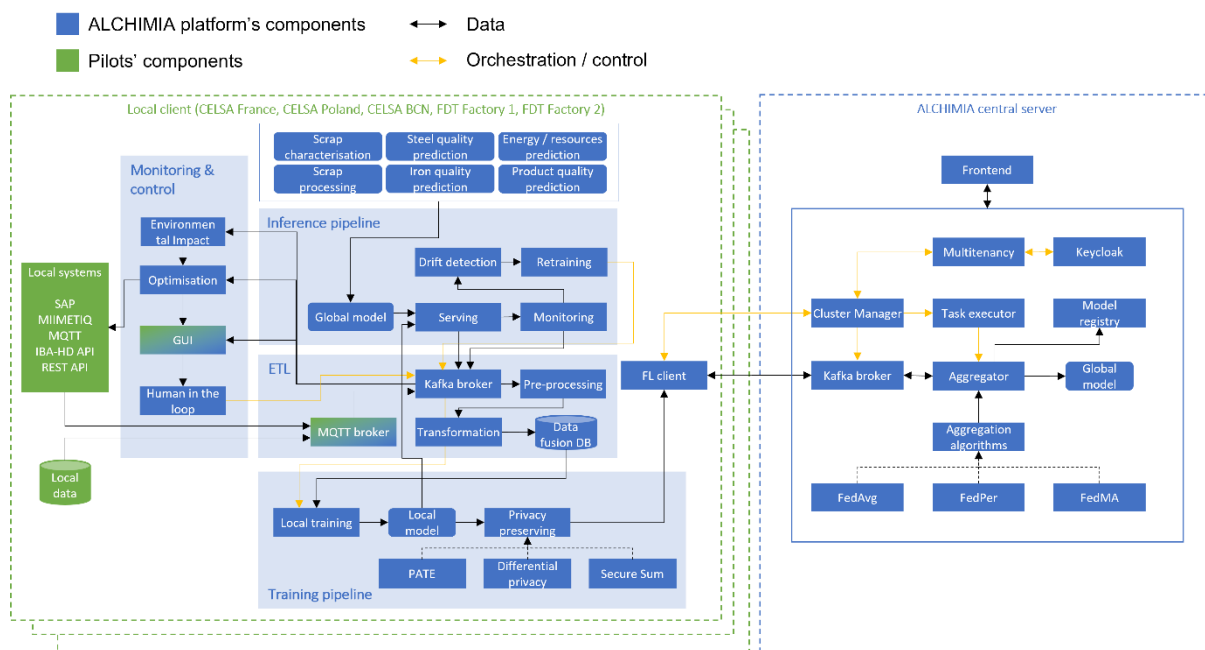 ALCHIMIA platform's components
Data
Pilots' components
Orchestration / control
Local client (CELSA France, CELSA Poland, CELSA BCN, FDT Factory 1, FDT Factory 2)
ALCHIMIA central server
Scrap
characterisation
Steel quality
prediction
Energy / resources
prediction
Scrap
processing
Iron quality
prediction
Product quality
prediction
Monitoring &
control
Environmen
tal Impact
Optimisation
GUI
Human in the
loop
Local systems
SAP
MIIMETIQ
MQTT
IBA-HD API
REST API
Local
data
Inference pipeline
Drift detection
Retraining
Global model
Serving
Monitoring
ETL
Kafka broker
Pre-processing
MQTT broker
Transformation
Data
fusion DB
Local training
Local
model
Privacy
preserving
PATE
Differential
privacy
Secure Sum
Training pipeline
FL client
Frontend
Multitenancy
Keycloak
Cluster Manager
Task executor
Model
registry
Kafka broker
Aggregator
Global
model
Aggregation
algorithms
FedAvg
FedPer
FedMA